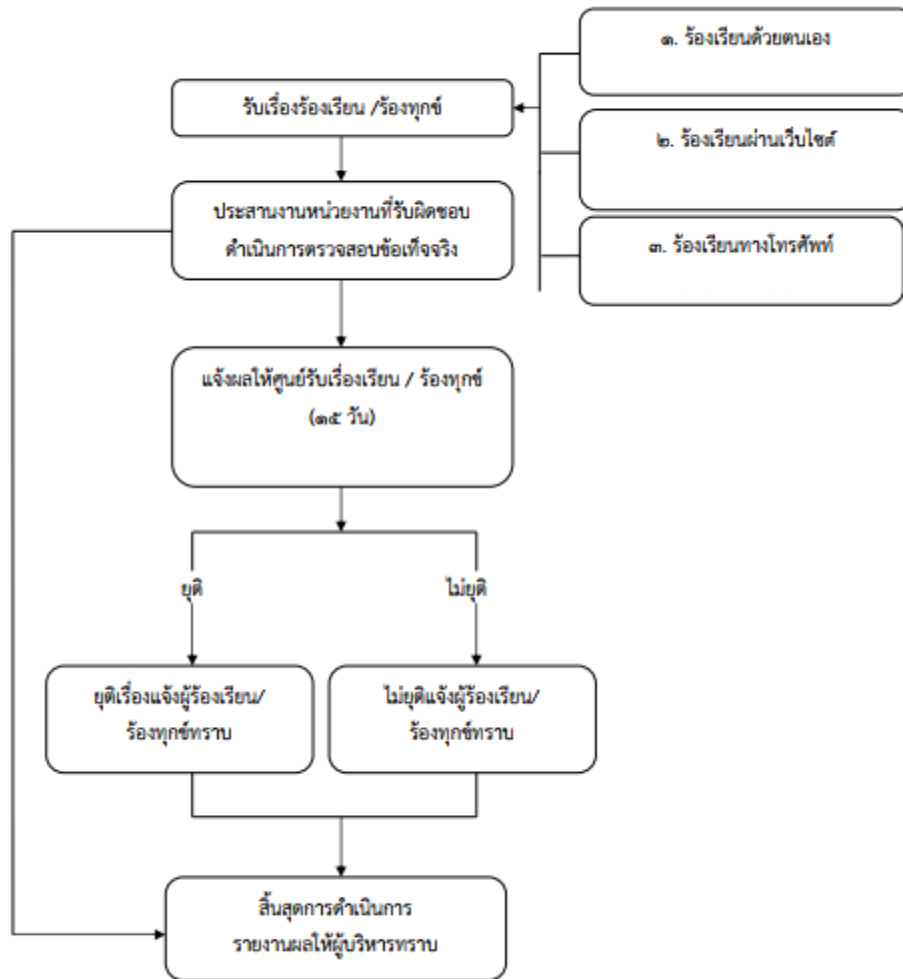 ๑. ร้องเรียนด้วยตนเอง
รับเรื่องร้องเรียน /ร้องทุกข์
๒. ร้องเรียนผ่านเว็บไซต์
ประสานงานหน่วยงานที่รับผิดชอบ
ดำเนินการตรวจสอบข้อเท็จจริง
๓. ร้องเรียนทางโทรศัพท์
แจ้งผลให้ศูนย์รับเรื่องเรียน / ร้องทุกข์
(๑๕ วัน)
ยุติ
ไม่ยุติ
ยุติเรื่องแจ้งผู้ร้องเรียน/
ร้องทุกข์ทราบ
ไม่ยุติแจ้งผู้ร้องเรียน/
ร้องทุกข์ทราบ
สิ้นสุดการดำเนินการ
รายงานผลให้ผู้บริหารทราบ